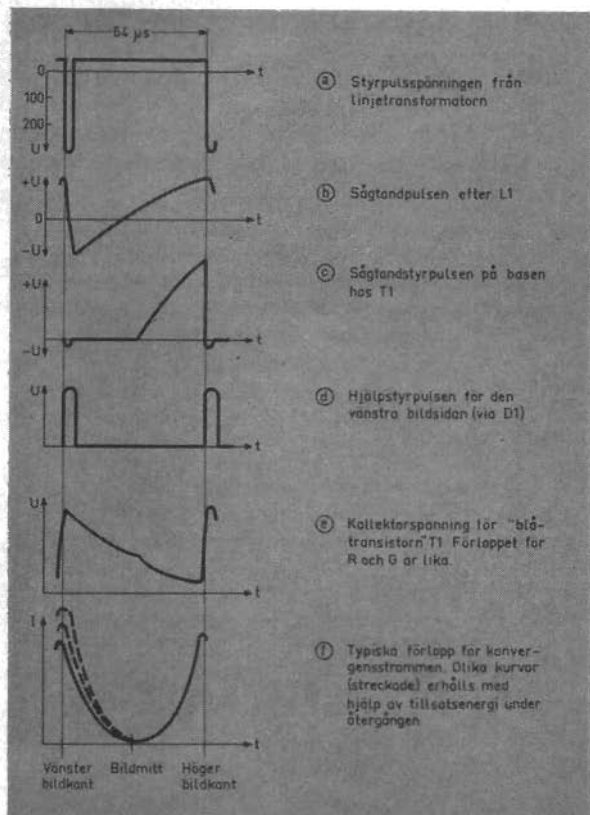 64 µs
0
100
200
U
t
ⓐ Styrpulsspänningen från
linjetransformatorn
+U
0
-U
t
ⓑ Sågtandpulsen efter L1
+U
-U
t
ⓒ Sågtandstyrpulsen på basen
hos T1
U
t
ⓓ Hjälpstyrpulsen för den
vänstra bildsidan (via D1)
U
t
ⓔ Kollektorspänning för "blå-
transistorn" T1. Förloppet för
R och G är lika.
I
t
ⓕ Typiska förlopp för konver-
gensströmmen. Olika kurvor
(streckade) erhålls med
hjälp av tillsatsenergi under
återgången
Vänster
bildkant
Bildmitt
Höger
bildkant